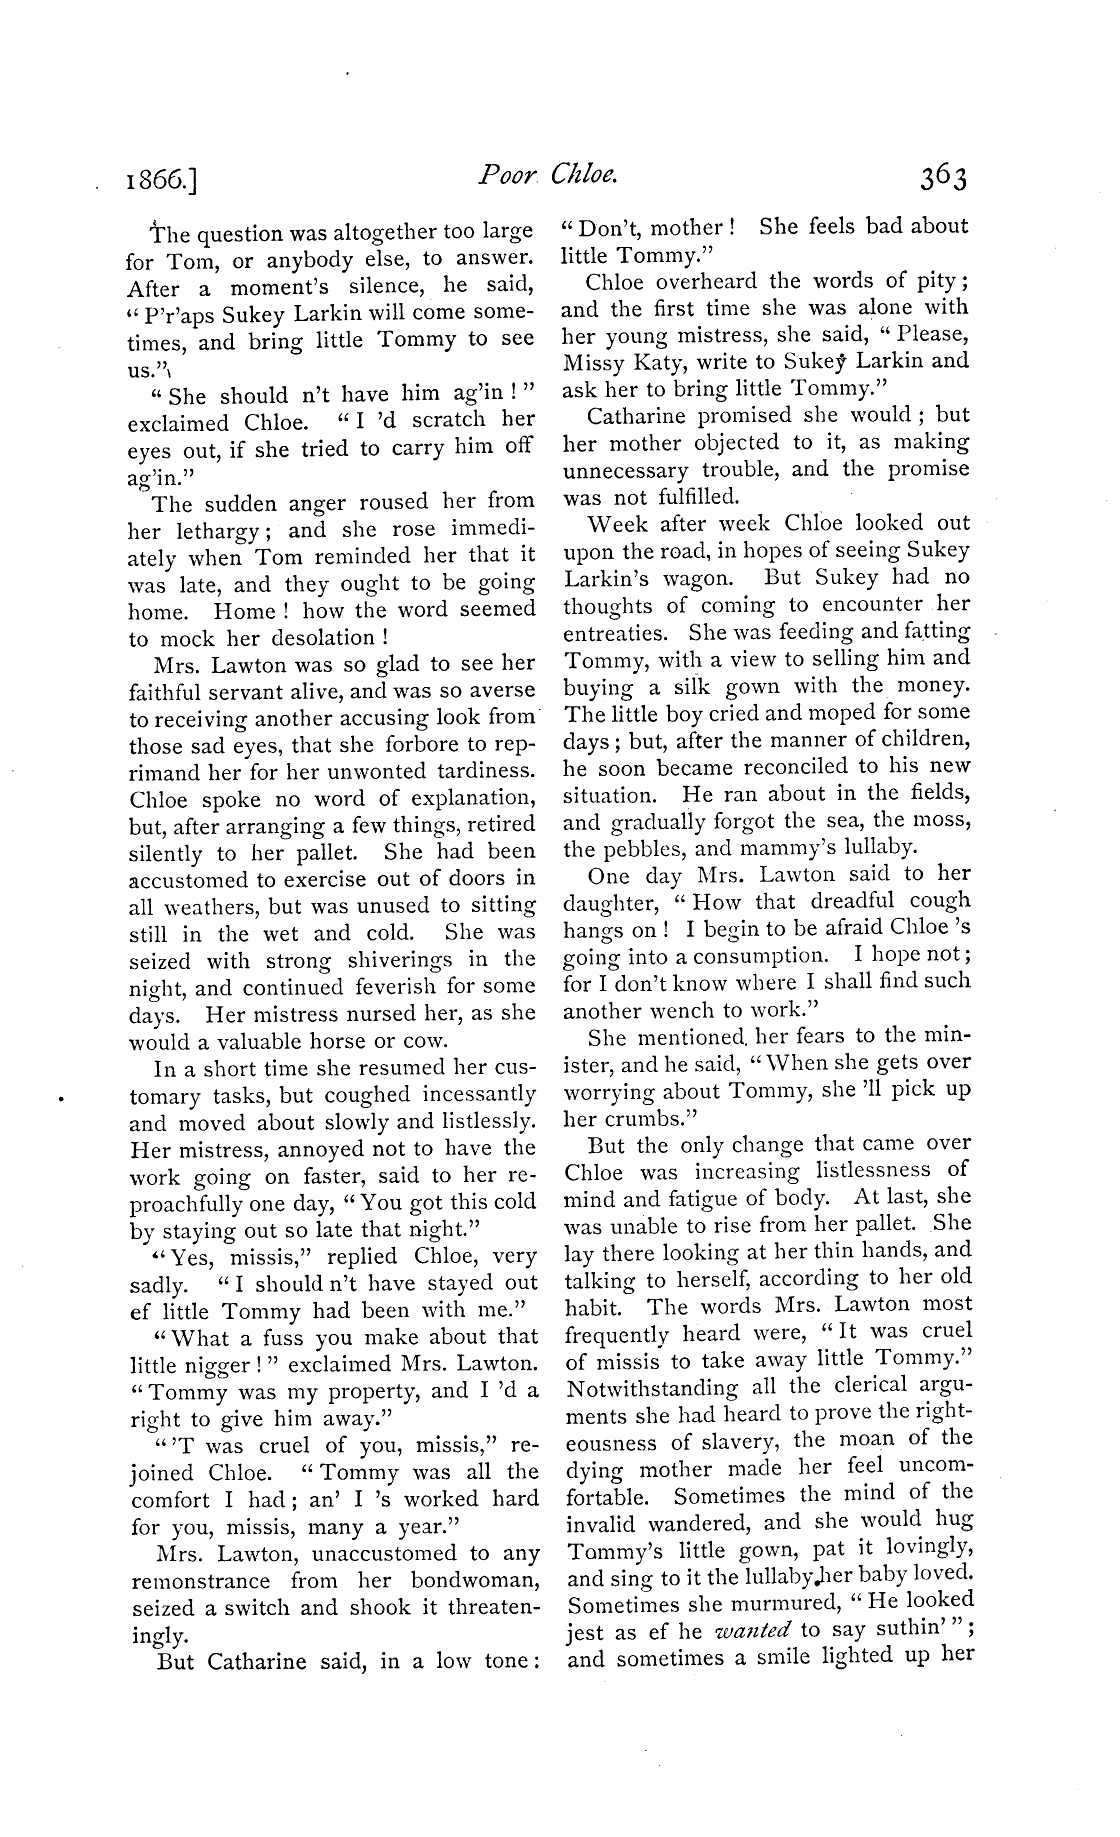 1866.] Poor Chloe. 363
The question was altogether too large
for Tom, or anybody else, to answer.
After a moment's silence, he said,
“P'r'aps Sukey Larkin will come some-
times, and bring little Tommy to see
us.”
“She should n't have him ag'in!”
exclaimed Chloe. “I 'd scratch her
eyes out, if she tried to carry him off
ag'in.”
The sudden anger roused her from
her lethargy; and she rose immedi-
ately when Tom reminded her that it
was late, and they ought to be going
home. Home! how the word seemed
to mock her desolation!
Mrs. Lawton was so glad to see her
faithful servant alive, and was so averse
to receiving another accusing look from
those sad eyes, that she forbore to rep-
rimand her for her unwonted tardiness.
Chloe spoke no word of explanation,
but, after arranging a few things, retired
silently to her pallet. She had been
accustomed to exercise out of doors in
all weathers, but was unused to sitting
still in the wet and cold. She was
seized with strong shiverings in the
night, and continued feverish for some
days. Her mistress nursed her, as she
would a valuable horse or cow.
In a short time she resumed her cus-
tomary tasks, but coughed incessantly
and moved about slowly and listlessly.
Her mistress, annoyed not to have the
work going on faster, said to her re-
proachfully one day, “You got this cold
by staying out so late that night.”
“Yes, missis,” replied Chloe, very
sadly. “I should n't have stayed out
ef little Tommy had been with me.”
“What a fuss you make about that
little nigger!” exclaimed Mrs. Lawton.
“Tommy was my property, and I 'd a
right to give him away.”
“'T was cruel of you, missis,” re-
joined Chloe. “Tommy was all the
comfort I had; an' I 's worked hard
for you, missis, many a year.”
Mrs. Lawton, unaccustomed to any
remonstrance from her bondwoman,
seized a switch and shook it threaten-
ingly.
But Catharine said, in a low tone:
“Don't, mother! She feels bad about
little Tommy.”
Chloe overheard the words of pity;
and the first time she was alone with
her young mistress, she said, “Please,
Missy Katy, write to Sukey Larkin and
ask her to bring little Tommy.”
Catharine promised she would; but
her mother objected to it, as making
unnecessary trouble, and the promise
was not fulfilled.
Week after week Chloe looked out
upon the road, in hopes of seeing Sukey
Larkin's wagon. But Sukey had no
thoughts of coming to encounter her
entreaties. She was feeding and fatting
Tommy, with a view to selling him and
buying a silk gown with the money.
The little boy cried and moped for some
days; but, after the manner of children,
he soon became reconciled to his new
situation. He ran about in the fields,
and gradually forgot the sea, the moss,
the pebbles, and mammy's lullaby.
One day Mrs. Lawton said to her
daughter, “How that dreadful cough
hangs on! I begin to be afraid Chloe 's
going into a consumption. I hope not;
for I don't know where I shall find such
another wench to work.”
She mentioned her fears to the min-
ister, and he said, “When she gets over
worrying about Tommy, she 'll pick up
her crumbs.”
But the only change that came over
Chloe was increasing listlessness of
mind and fatigue of body. At last, she
was unable to rise from her pallet. She
lay there looking at her thin hands, and
talking to herself, according to her old
habit. The words Mrs. Lawton most
frequently heard were, “It was cruel
of missis to take away little Tommy.”
Notwithstanding all the clerical argu-
ments she had heard to prove the right-
eousness of slavery, the moan of the
dying mother made her feel uncom-
fortable. Sometimes the mind of the
invalid wandered, and she would hug
Tommy's little gown, pat it lovingly,
and sing to it the lullaby her baby loved.
Sometimes she murmured, “He looked
jest as ef he wanted to say suthin'”;
and sometimes a smile lighted up her